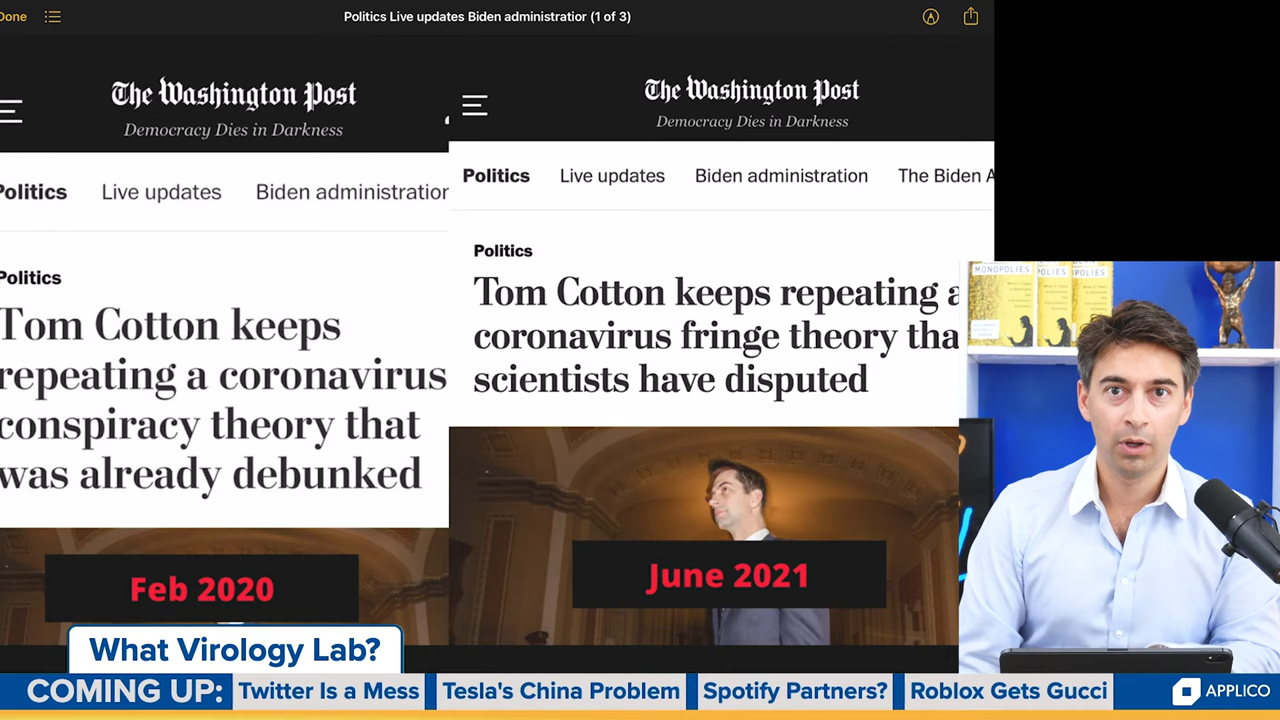 Done
Politics Live updates Biden administratior (1 of 3)
The Washington Post
Democracy Dies in Darkness
Politics Live updates Biden administration
Politics
Tom Cotton keeps
repeating a coronavirus
conspiracy theory that
was already debunked
Feb 2020
The Washington Post
Democracy Dies in Darkness
Politics Live updates Biden administration The Biden A
Politics
Tom Cotton keeps repeating a
coronavirus fringe theory tha
scientists have disputed
June 2021
MONOPOLIES
What Virology Lab?
COMING UP: Twitter Is a Mess Tesla's China Problem Spotify Partners? Roblox Gets Gucci APPLICO